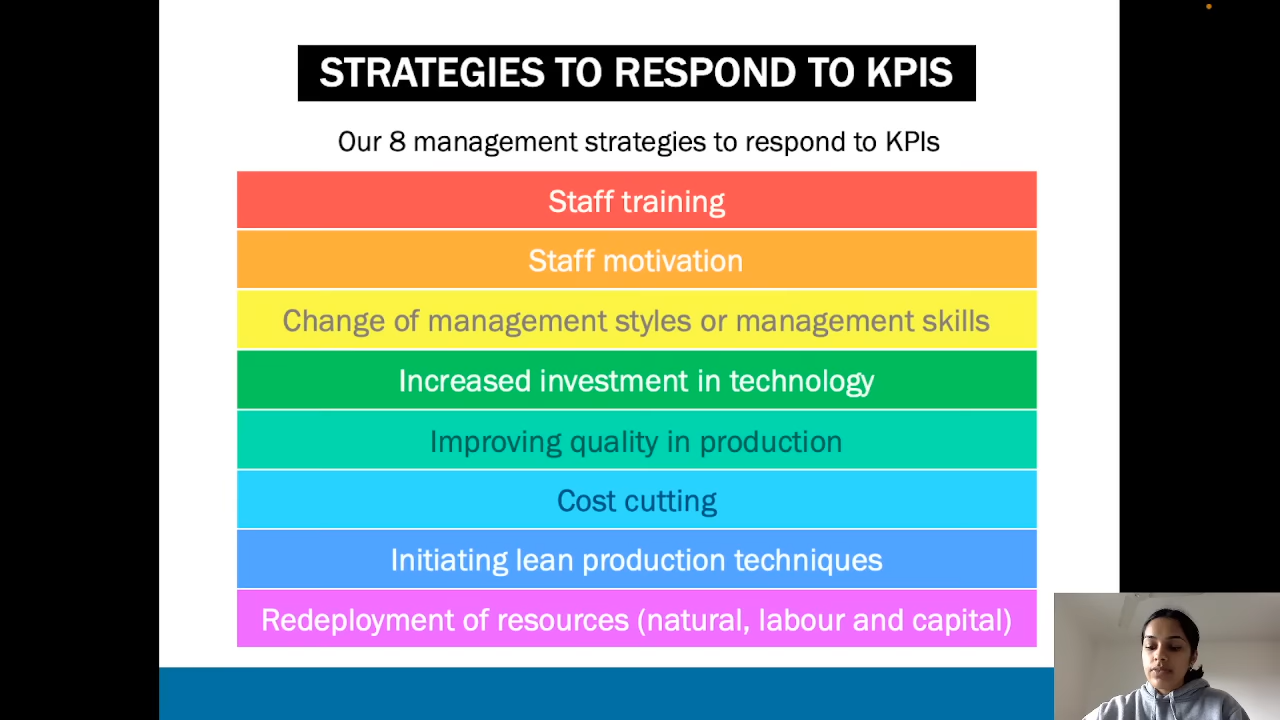 STRATEGIES TO RESPOND TO KPIS
Our 8 management strategies to respond to KPIs
Staff training
Staff motivation
Change of management styles or management skills
Increased investment in technology
Improving quality in production
Cost cutting
Initiating lean production techniques
Redeployment of resources (natural, labour and capital)